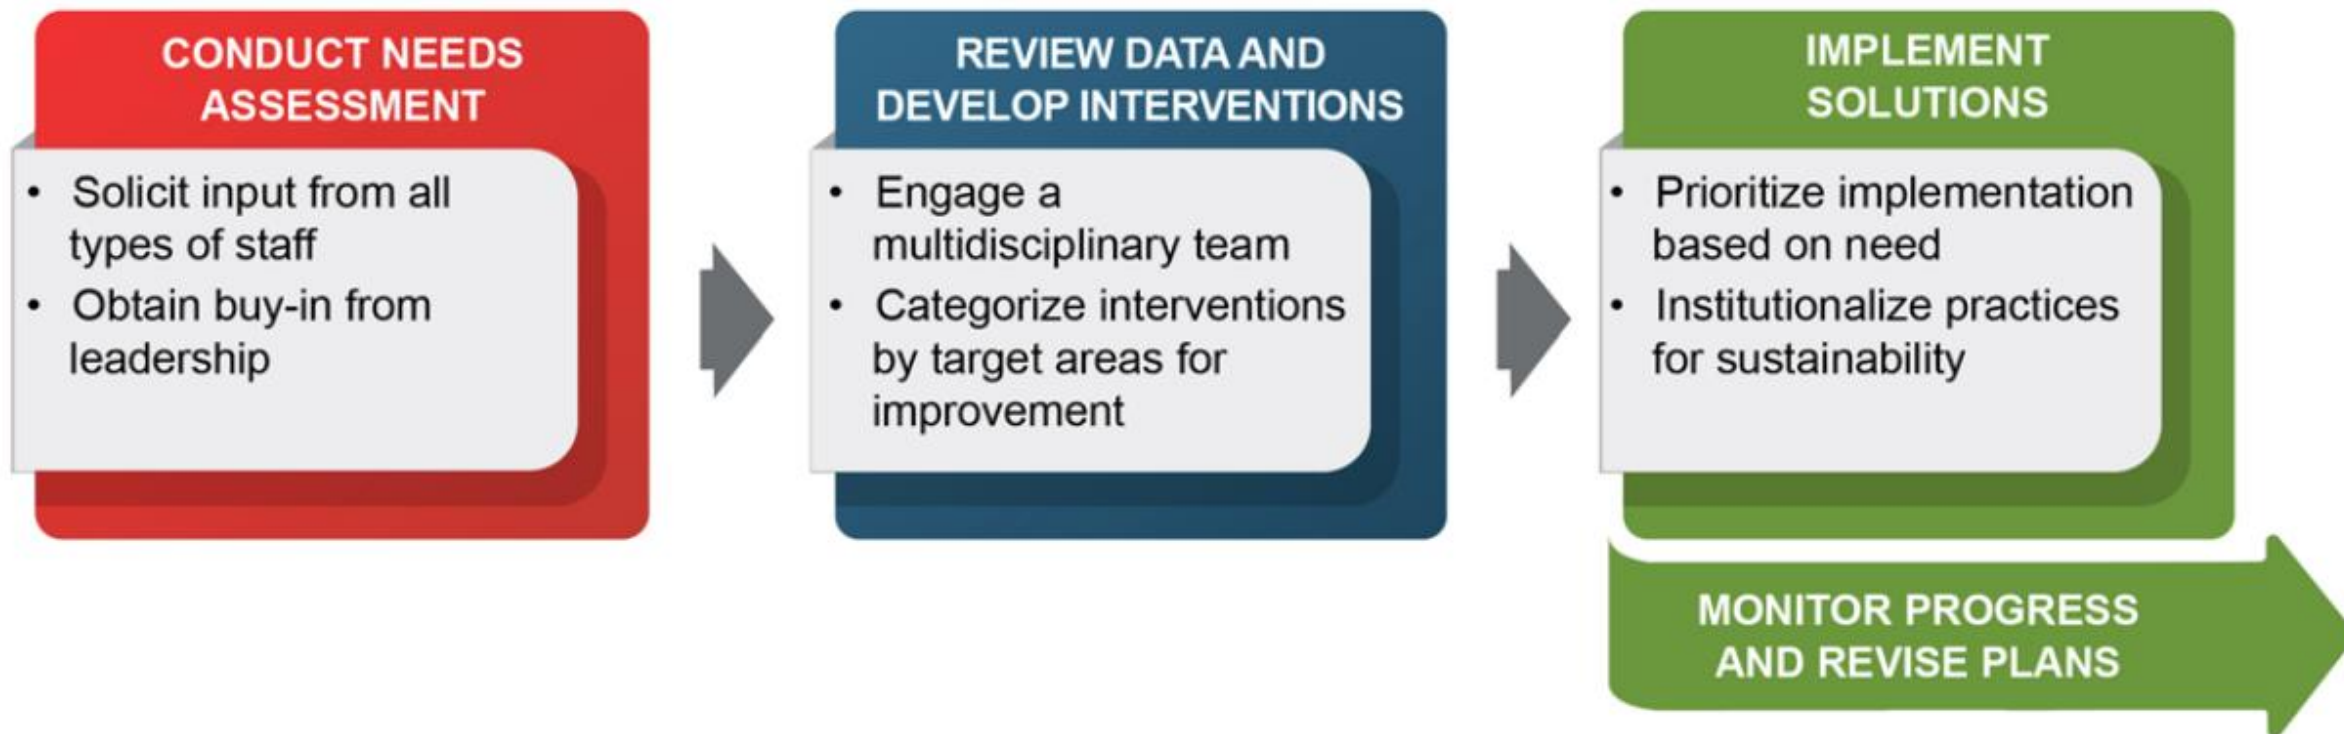 CONDUCT NEEDS
ASSESSMENT
• Solicit input from all
types of staff
• Obtain buy-in from
leadership
REVIEW DATA AND
DEVELOP INTERVENTIONS
• Engage a
multidisciplinary team
• Categorize interventions
by target areas for
improvement
IMPLEMENT
SOLUTIONS
• Prioritize implementation
based on need
• Institutionalize practices
for sustainability
MONITOR PROGRESS
AND REVISE PLANS